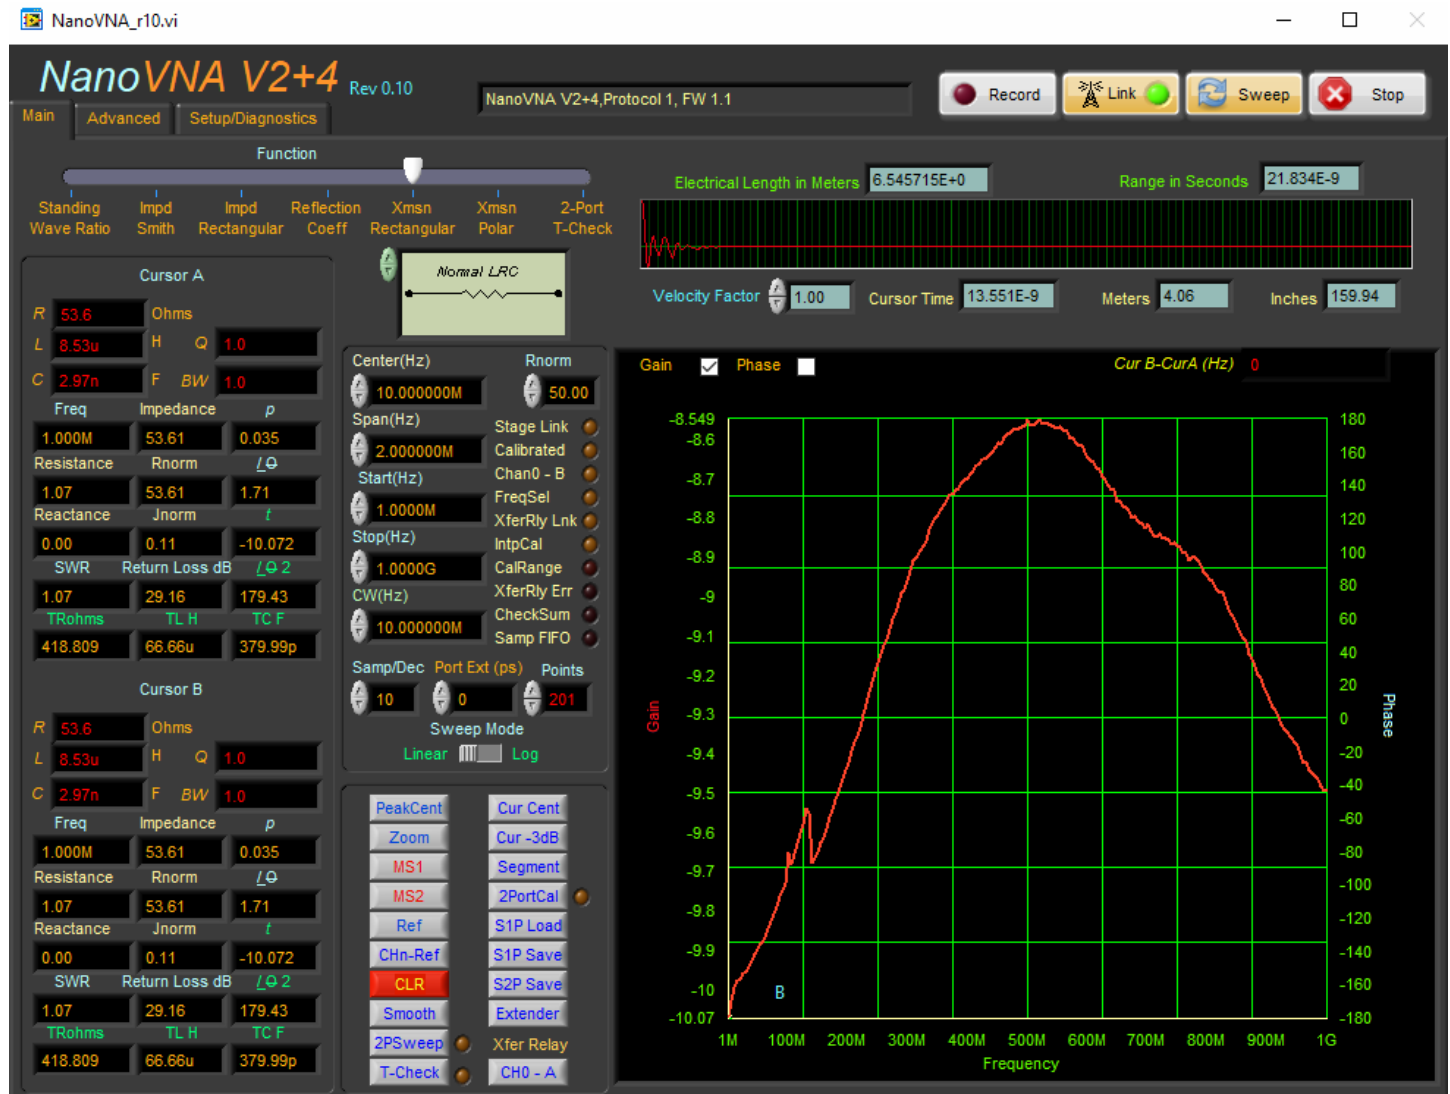 NanoVNA_r10.vi
NanoVNA V2+4 Rev 0.10
NanoVNA V2+4,Protocol 1, FW 1.1
Record
Link
Sweep
Stop
Main
Advanced
Setup/Diagnostics
Function
Standing Wave Ratio
Impd Smith
Impd Rectangular
Reflection Coeff
Xmsn Rectangular
Xmsn Polar
2-Port T-Check
Electrical Length in Meters 6.545715E+0
Range in Seconds 21.834E-9
Velocity Factor 1.00
Cursor Time 13.551E-9
Meters 4.06
Inches 159.94
Normal LRC
Cursor A
R 53.6 Ohms
L 8.53u H Q 1.0
C 2.97n F BW 1.0
Freq Impedance p
1.000M 53.61 0.035
Resistance Rnorm / Θ
1.07 53.61 1.71
Reactance Jnorm t
0.00 0.11 -10.072
SWR Return Loss dB / Θ 2
1.07 29.16 179.43
TRohms TL H TC F
418.809 66.66u 379.99p
Cursor B
R 53.6 Ohms
L 8.53u H Q 1.0
C 2.97n F BW 1.0
Freq Impedance p
1.000M 53.61 0.035
Resistance Rnorm / Θ
1.07 53.61 1.71
Reactance Jnorm t
0.00 0.11 -10.072
SWR Return Loss dB / Θ 2
1.07 29.16 179.43
TRohms TL H TC F
418.809 66.66u 379.99p
Center(Hz) Rnorm
10.000000M 50.00
Span(Hz)
2.000000M
Start(Hz)
1.0000M
Stop(Hz)
1.0000G
CW(Hz)
10.000000M
Stage Link
Calibrated
Chan0 - B
FreqSel
XferRly Lnk
IntpCal
CalRange
XferRly Err
CheckSum
Samp FIFO
Samp/Dec Port Ext (ps) Points
10 0 201
Sweep Mode
Linear Log
PeakCent Cur Cent
Zoom Cur -3dB
MS1 Segment
MS2 2PortCal
Ref S1P Load
CHn-Ref S1P Save
CLR S2P Save
Smooth Extender
2PSweep Xfer Relay
T-Check CH0 - A
Gain Phase Cur B-CurA (Hz) 0
-8.549
-8.6
-8.7
-8.8
-8.9
-9
-9.1
-9.2
-9.3
-9.4
-9.5
-9.6
-9.7
-9.8
-9.9
-10
-10.07
Gain
B
180
160
140
120
100
80
60
40
20
0
-20
-40
-60
-80
-100
-120
-140
-160
-180
Phase
1M 100M 200M 300M 400M 500M 600M 700M 800M 900M 1G
Frequency